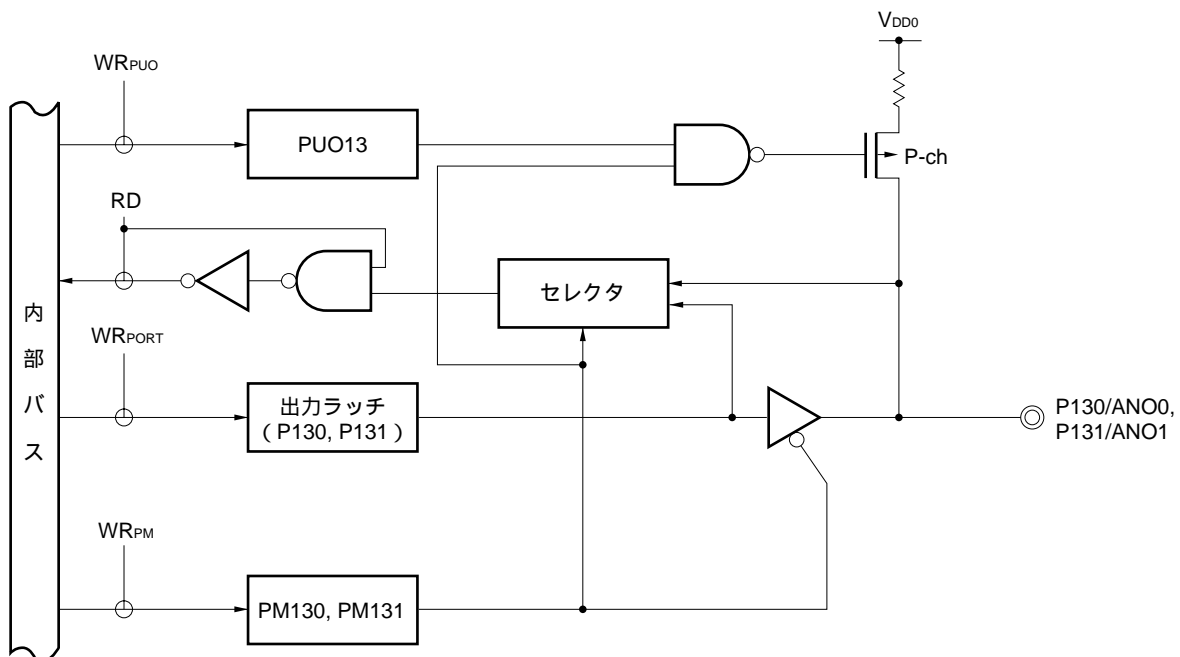 VDD0
WRPUO
PUO13
P-ch
RD
セレクタ
内部バス
WRPORT
出力ラッチ
(P130, P131)
P130/ANO0,
P131/ANO1
WRPM
PM130, PM131